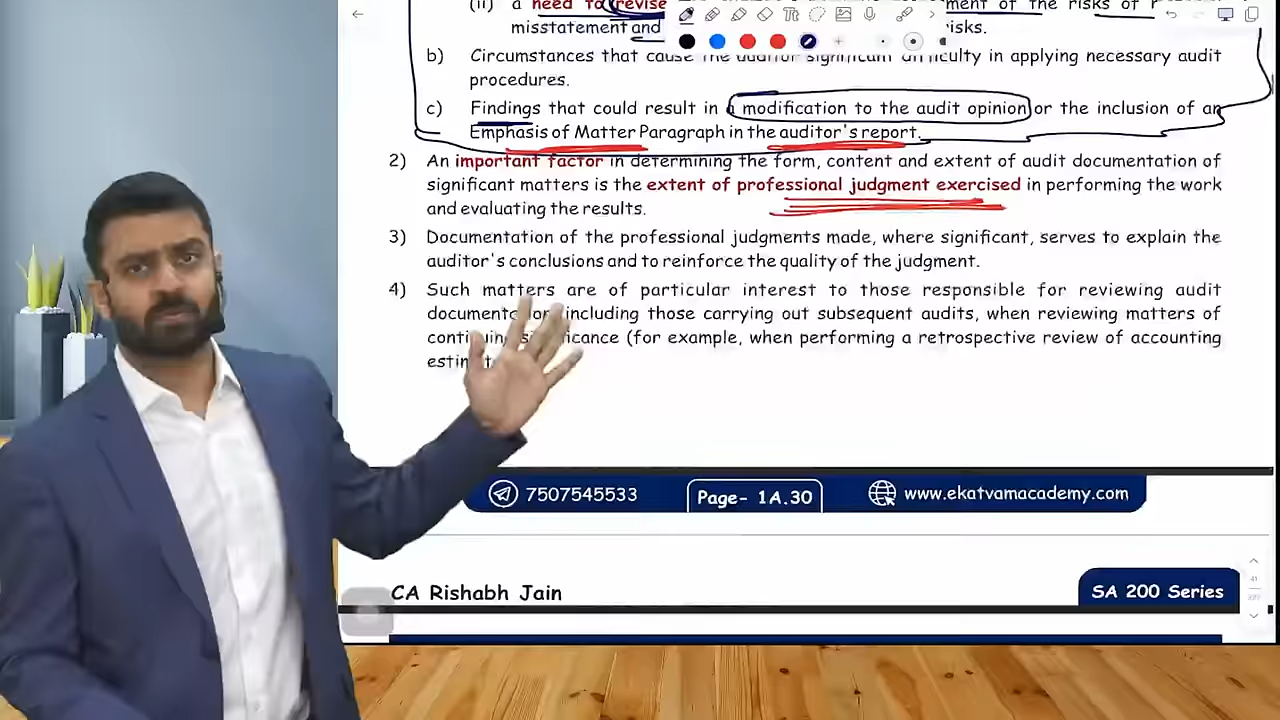 (ii) a need to revise ment of the risks of
misstatement and isks.
b) Circumstances that cause the auditor significant difficulty in applying necessary audit
procedures.
c) Findings that could result in a modification to the audit opinion or the inclusion of an
Emphasis of Matter Paragraph in the auditor's report.
2) An important factor in determining the form, content and extent of audit documentation of
significant matters is the extent of professional judgment exercised in performing the work
and evaluating the results.
3) Documentation of the professional judgments made, where significant, serves to explain the
auditor's conclusions and to reinforce the quality of the judgment.
4) Such matters are of particular interest to those responsible for reviewing audit
including those carrying out subsequent audits, when reviewing matters of
(for example, when performing a retrospective review of accounting
7507545533 Page- 1A.30 www.ekatvamacademy.com
CA Rishabh Jain SA 200 Series
41